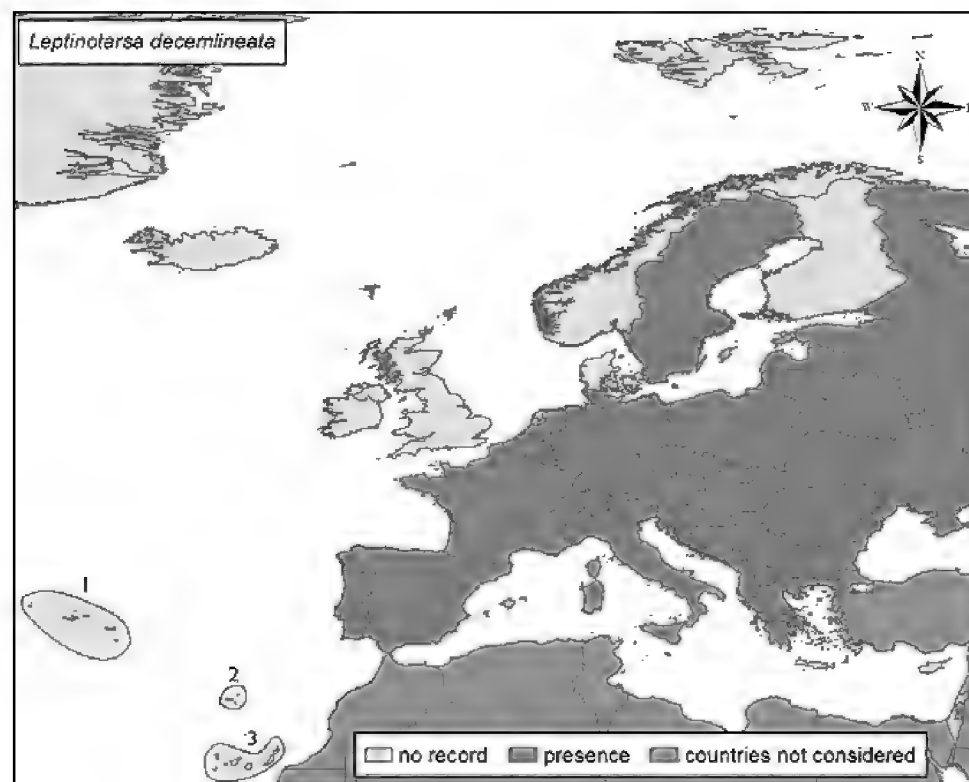 Leptinotarsa decemlineata
N
W
E
S
1
2
3
no record presence countries not considered